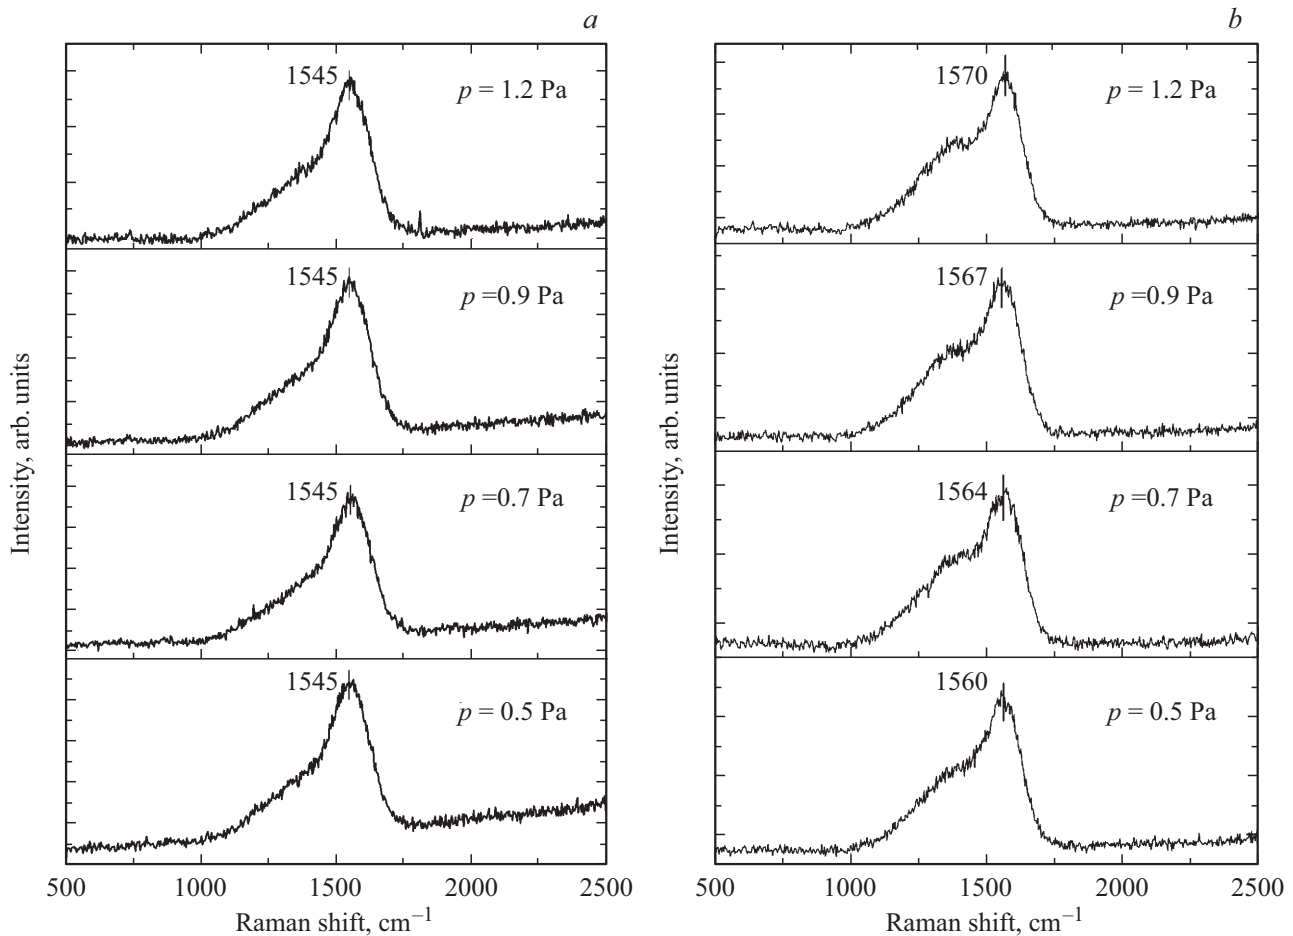 a
1545
p = 1.2 Pa
1545
p =0.9 Pa
1545
p =0.7 Pa
1545
p = 0.5 Pa
Intensity, arb. units
500 1000 1500 2000 2500
Raman shift, cm⁻¹
b
1570
p = 1.2 Pa
1567
p =0.9 Pa
1564
p =0.7 Pa
1560
p = 0.5 Pa
Intensity, arb. units
500 1000 1500 2000 2500
Raman shift, cm⁻¹